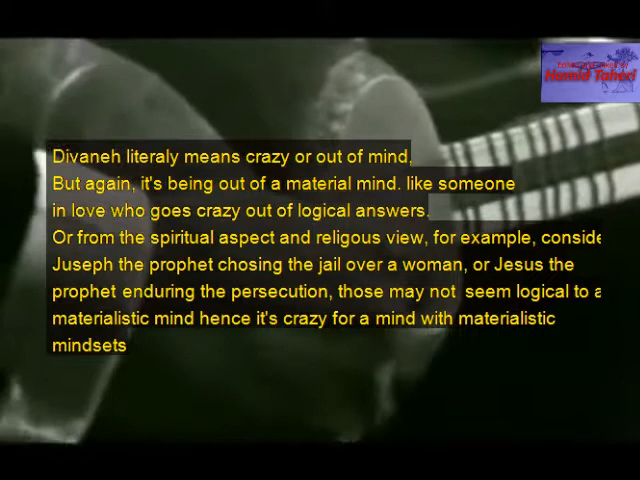 Hamid Taheri
Divaneh literaly means crazy or out of mind,
But again, it's being out of a material mind. like someone
in love who goes crazy out of logical answers.
Or from the spiritual aspect and religous view, for example, conside
Juseph the prophet chosing the jail over a woman, or Jesus the
prophet enduring the persecution, those may not seem logical to a
materialistic mind hence it's crazy for a mind with materialistic
mindsets